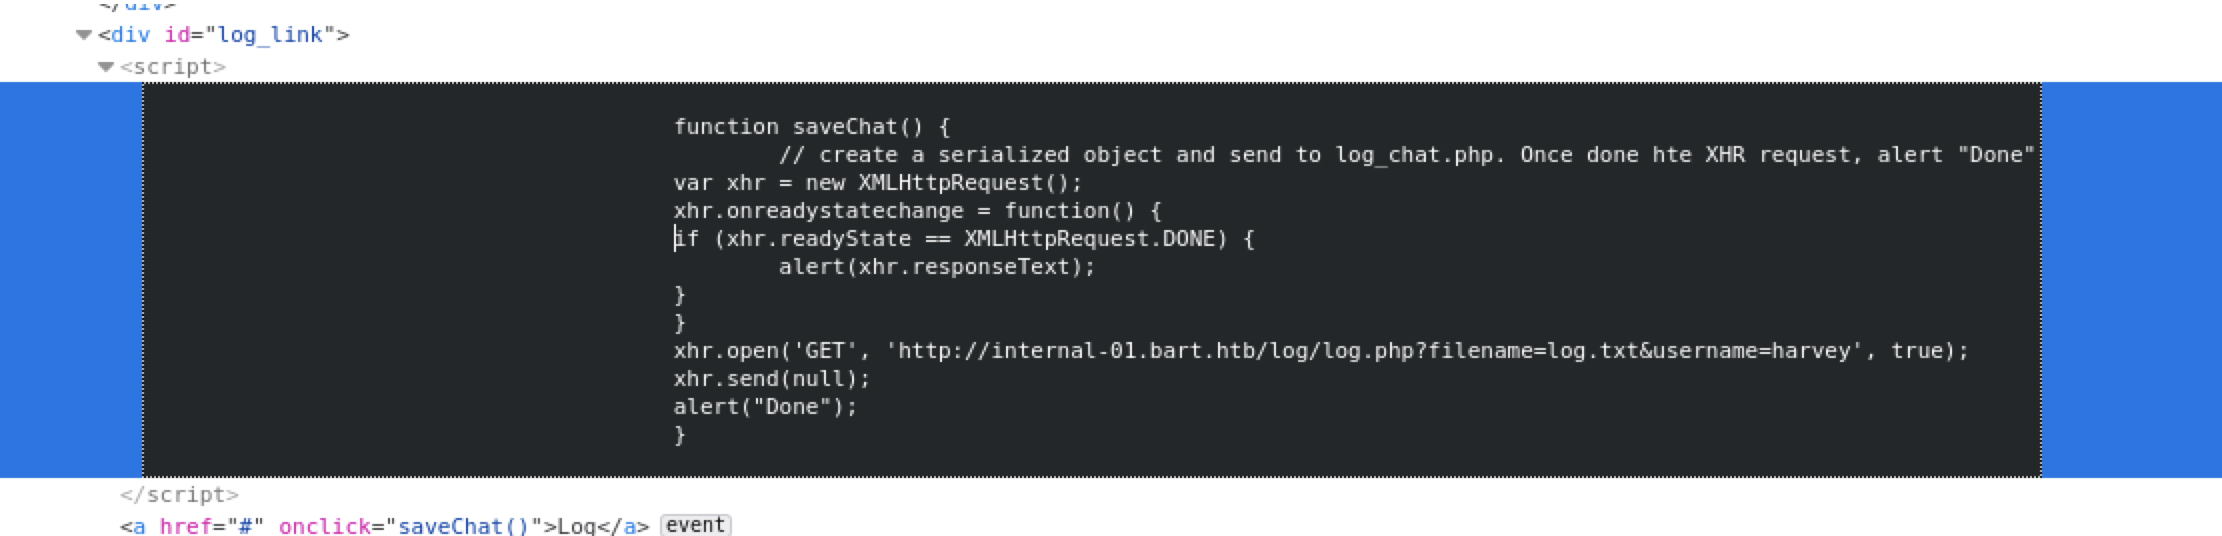 </div>
<div id="log_link">
<script>
function saveChat() {
// create a serialized object and send to log_chat.php. Once done hte XHR request, alert "Done"
var xhr = new XMLHttpRequest();
xhr.onreadystatechange = function() {
if (xhr.readyState == XMLHttpRequest.DONE) {
alert(xhr.responseText);
}
}
xhr.open('GET', 'http://internal-01.bart.htb/log/log.php?filename=log.txt&username=harvey', true);
xhr.send(null);
alert("Done");
}
</script>
<a href="#" onclick="saveChat()">Log</a> event